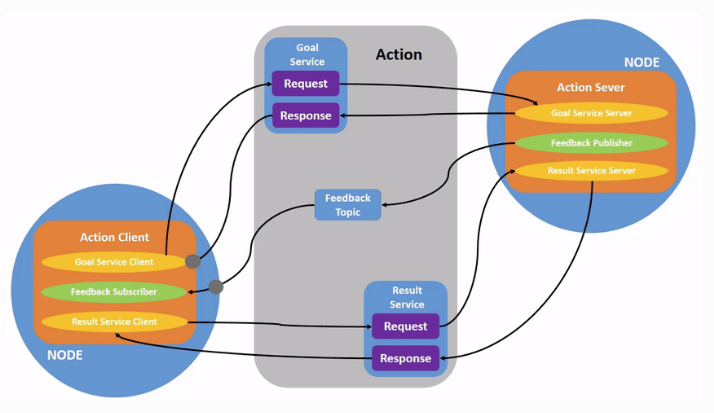 Goal
Service
Request
Response
Action
NODE
Action Sever
Goal Service Server
Feedback Publisher
Result Service Server
Feedback
Topic
Action Client
Goal Service Client
Feedback Subscriber
Result Service Client
NODE
Result
Service
Request
Response